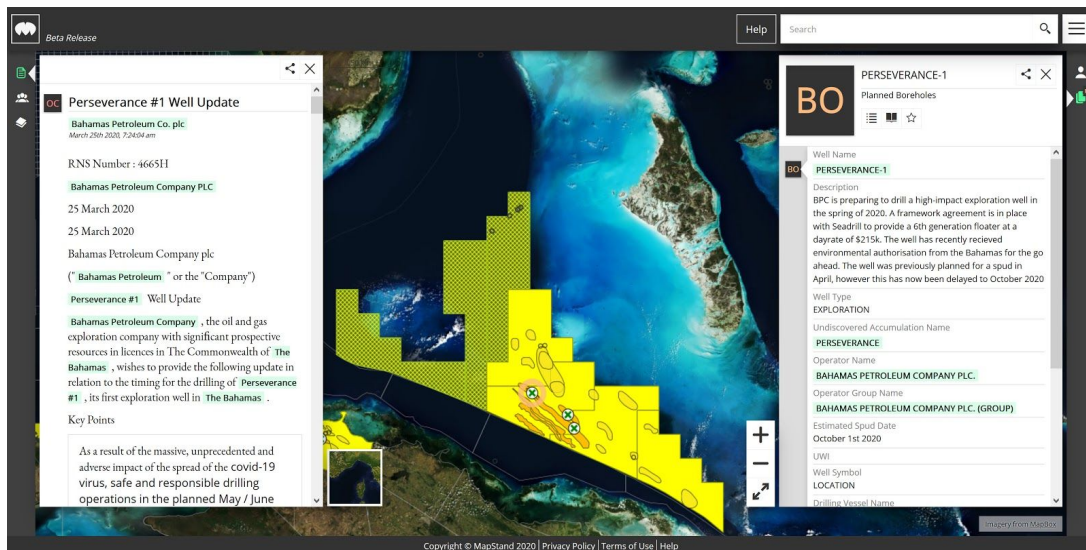 Beta Release
Help
Search
OC
Perseverance #1 Well Update
Bahamas Petroleum Co. plc
March 25th 2020, 7:24:04 am
RNS Number : 4665H
Bahamas Petroleum Company PLC
25 March 2020
25 March 2020
Bahamas Petroleum Company plc
(" Bahamas Petroleum " or the "Company")
Perseverance #1 Well Update
Bahamas Petroleum Company , the oil and gas
exploration company with significant prospective
resources in licences in The Commonwealth of The
Bahamas , wishes to provide the following update in
relation to the timing for the drilling of Perseverance
#1 , its first exploration well in The Bahamas .
Key Points
As a result of the massive, unprecedented and
adverse impact of the spread of the covid-19
virus, safe and responsible drilling
operations in the planned May / June
BO
PERSEVERANCE-1
Planned Boreholes
BO
Well Name
PERSEVERANCE-1
Description
BPC is preparing to drill a high-impact exploration well in
the spring of 2020. A framework agreement is in place
with Seadrill to provide a 6th generation floater at a
dayrate of $215k. The well has recently recieved
environmental authorisation from the Bahamas for the go
ahead. The well was previously planned for a spud in
April, however this has now been delayed to October 2020
Well Type
EXPLORATION
Undiscovered Accumulation Name
PERSEVERANCE
Operator Name
BAHAMAS PETROLEUM COMPANY PLC.
Operator Group Name
BAHAMAS PETROLEUM COMPANY PLC. (GROUP)
Estimated Spud Date
October 1st 2020
UWI
Well Symbol
LOCATION
Drilling Vessel Name
Imagery from MapBox
Copyright © MapStand 2020 | Privacy Policy | Terms of Use | Help